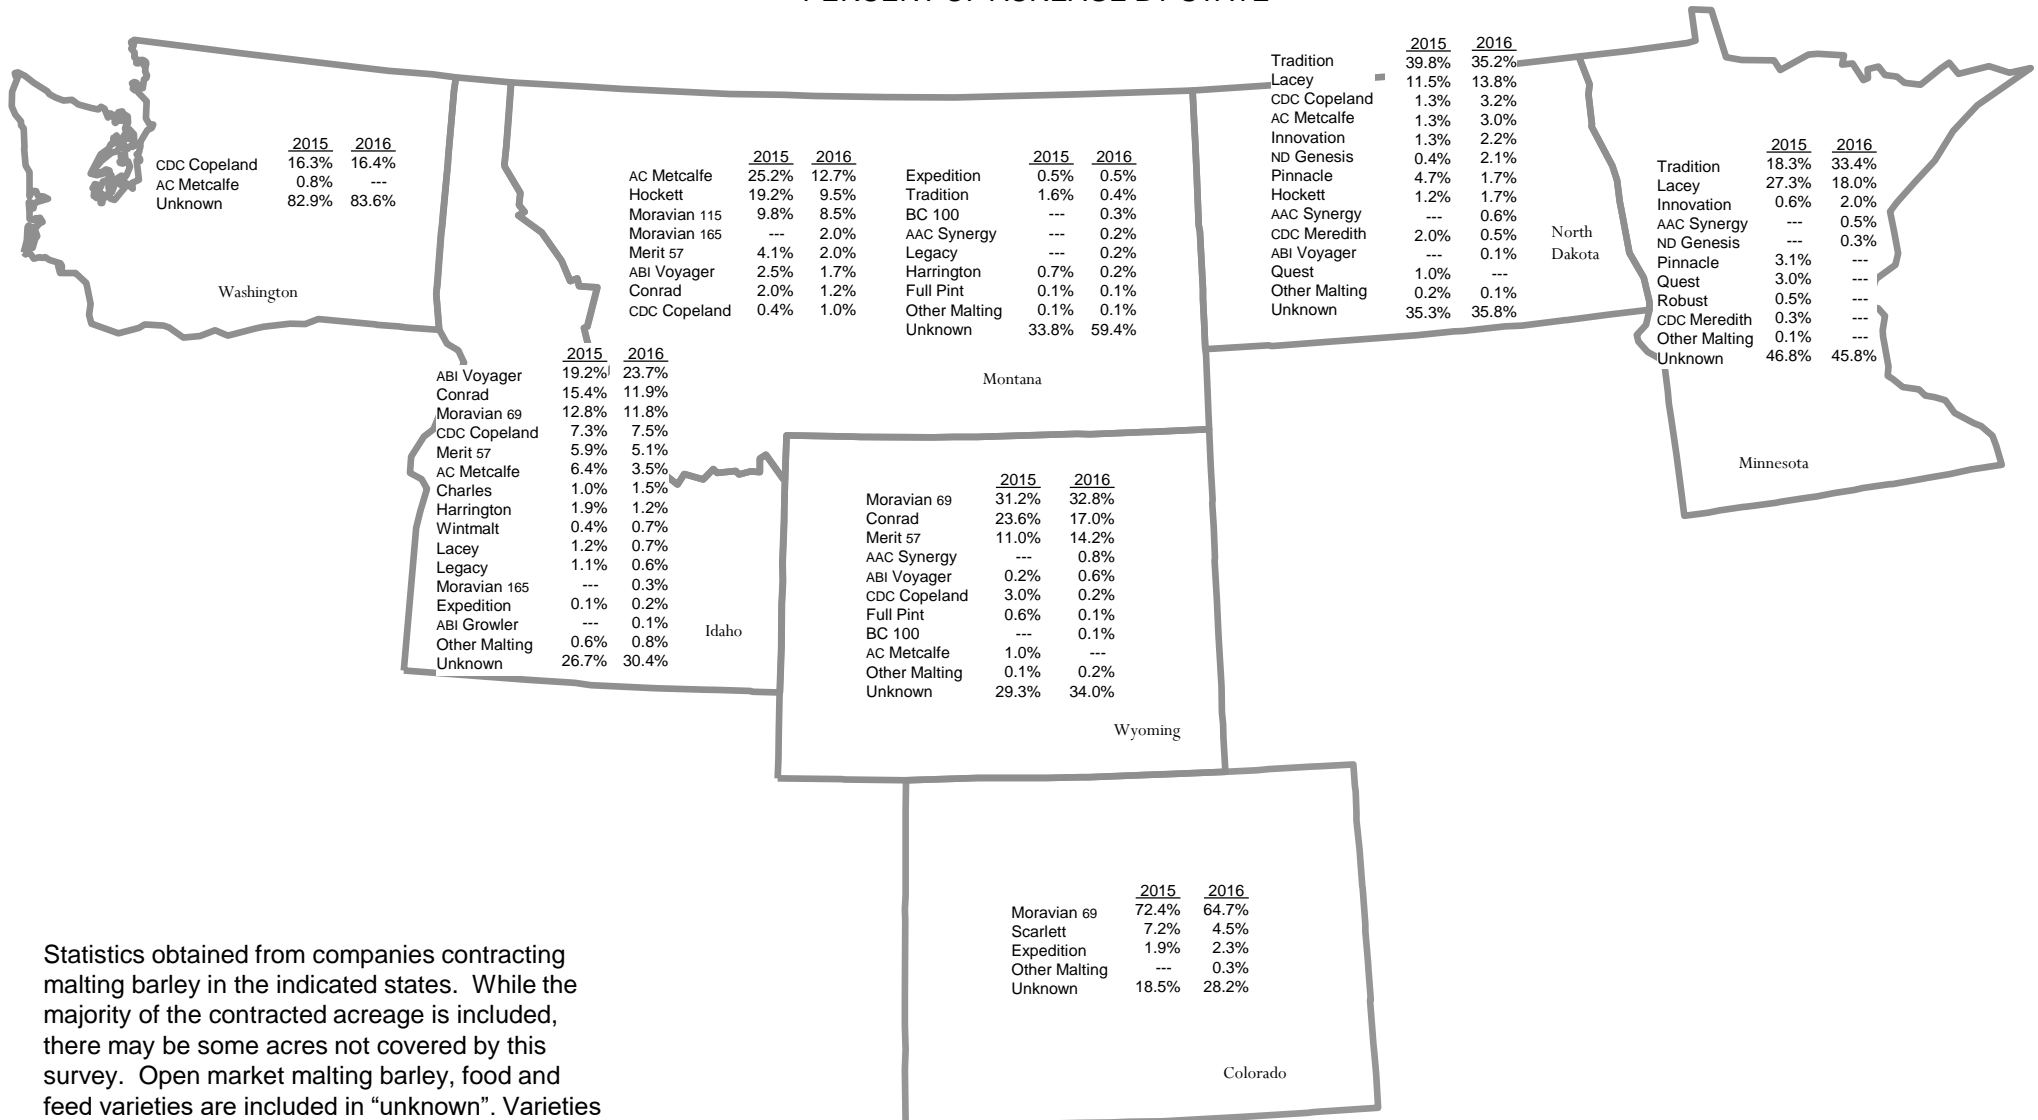 PERCENT OF ACREAGE BY STATE
2015 2016
CDC Copeland 16.3% 16.4%
AC Metcalfe 0.8% ---
Unknown 82.9% 83.6%
Washington
2015 2016
AC Metcalfe 25.2% 12.7%
Hockett 19.2% 9.5%
Moravian 115 9.8% 8.5%
Moravian 165 --- 2.0%
Merit 57 4.1% 2.0%
ABI Voyager 2.5% 1.7%
Conrad 2.0% 1.2%
CDC Copeland 0.4% 1.0%
2015 2016
Expedition 0.5% 0.5%
Tradition 1.6% 0.4%
BC 100 --- 0.3%
AAC Synergy --- 0.2%
Legacy --- 0.2%
Harrington 0.7% 0.2%
Full Pint 0.1% 0.1%
Other Malting 0.1% 0.1%
Unknown 33.8% 59.4%
Montana
2015 2016
Tradition 39.8% 35.2%
Lacey 11.5% 13.8%
CDC Copeland 1.3% 3.2%
AC Metcalfe 1.3% 3.0%
Innovation 1.3% 2.2%
ND Genesis 0.4% 2.1%
Pinnacle 4.7% 1.7%
Hockett 1.2% 1.7%
AAC Synergy --- 0.6%
CDC Meredith 2.0% 0.5%
ABI Voyager --- 0.1%
Quest 1.0% ---
Other Malting 0.2% 0.1%
Unknown 35.3% 35.8%
North
Dakota
2015 2016
Tradition 18.3% 33.4%
Lacey 27.3% 18.0%
Innovation 0.6% 2.0%
AAC Synergy --- 0.5%
ND Genesis --- 0.3%
Pinnacle 3.1% ---
Quest 3.0% ---
Robust 0.5% ---
CDC Meredith 0.3% ---
Other Malting 0.1% ---
Unknown 46.8% 45.8%
Minnesota
2015 2016
ABI Voyager 19.2% 23.7%
Conrad 15.4% 11.9%
Moravian 69 12.8% 11.8%
CDC Copeland 7.3% 7.5%
Merit 57 5.9% 5.1%
AC Metcalfe 6.4% 3.5%
Charles 1.0% 1.5%
Harrington 1.9% 1.2%
Wintmalt 0.4% 0.7%
Lacey 1.2% 0.7%
Legacy 1.1% 0.6%
Moravian 165 --- 0.3%
Expedition 0.1% 0.2%
ABI Growler --- 0.1%
Other Malting 0.6% 0.8%
Unknown 26.7% 30.4%
Idaho
2015 2016
Moravian 69 31.2% 32.8%
Conrad 23.6% 17.0%
Merit 57 11.0% 14.2%
AAC Synergy --- 0.8%
ABI Voyager 0.2% 0.6%
CDC Copeland 3.0% 0.2%
Full Pint 0.6% 0.1%
BC 100 --- 0.1%
AC Metcalfe 1.0% ---
Other Malting 0.1% 0.2%
Unknown 29.3% 34.0%
Wyoming
2015 2016
Moravian 69 72.4% 64.7%
Scarlett 7.2% 4.5%
Expedition 1.9% 2.3%
Other Malting --- 0.3%
Unknown 18.5% 28.2%
Colorado
Statistics obtained from companies contracting
malting barley in the indicated states. While the
majority of the contracted acreage is included,
there may be some acres not covered by this
survey. Open market malting barley, food and
feed varieties are included in “unknown”. Varieties